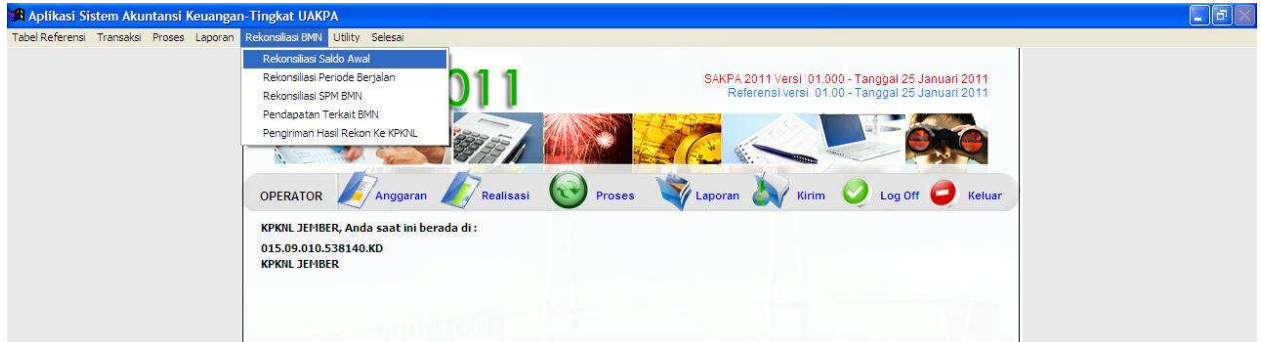 Aplikasi Sistem Akuntansi Keuangan-Tingkat UAKPA
Tabel Referensi Transaksi Proses Laporan Rekonsiliasi BMN Utility Selesai
Rekonsiliasi Saldo Awal
Rekonsiliasi Periode Berjalan
Rekonsiliasi SPM BMN
Pendapatan Terkait BMN
Pengiriman Hasil Rekon Ke KPKNL
011
SAKPA 2011 Versi 01.000 - Tanggal 25 Januari 2011
Referensi versi 01.00 - Tanggal 25 Januari 2011
OPERATOR Anggaran Realisasi Proses Laporan Kirim Log Off Keluar
KPKNL JEMBER, Anda saat ini berada di :
015.09.010.538140.KD
KPKNL JEMBER